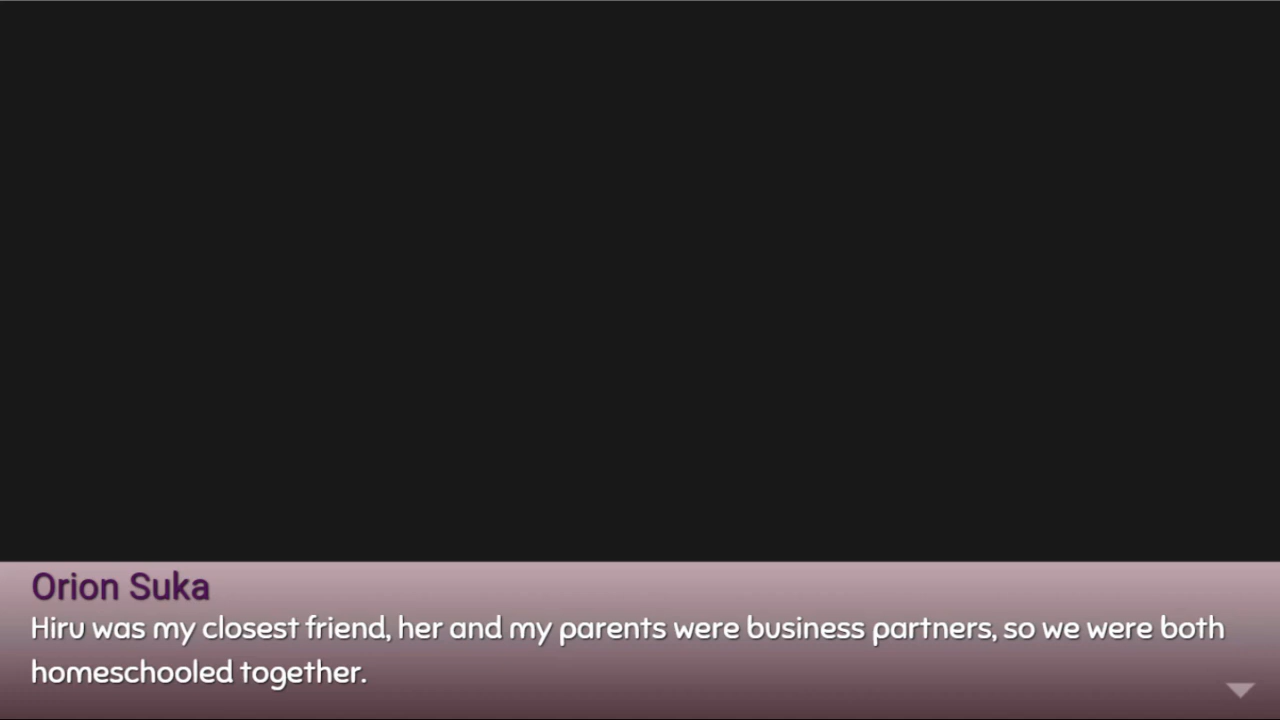 Orion Suka
Hiru was my closest friend, her and my parents were business partners, so we were both
homeschooled together.